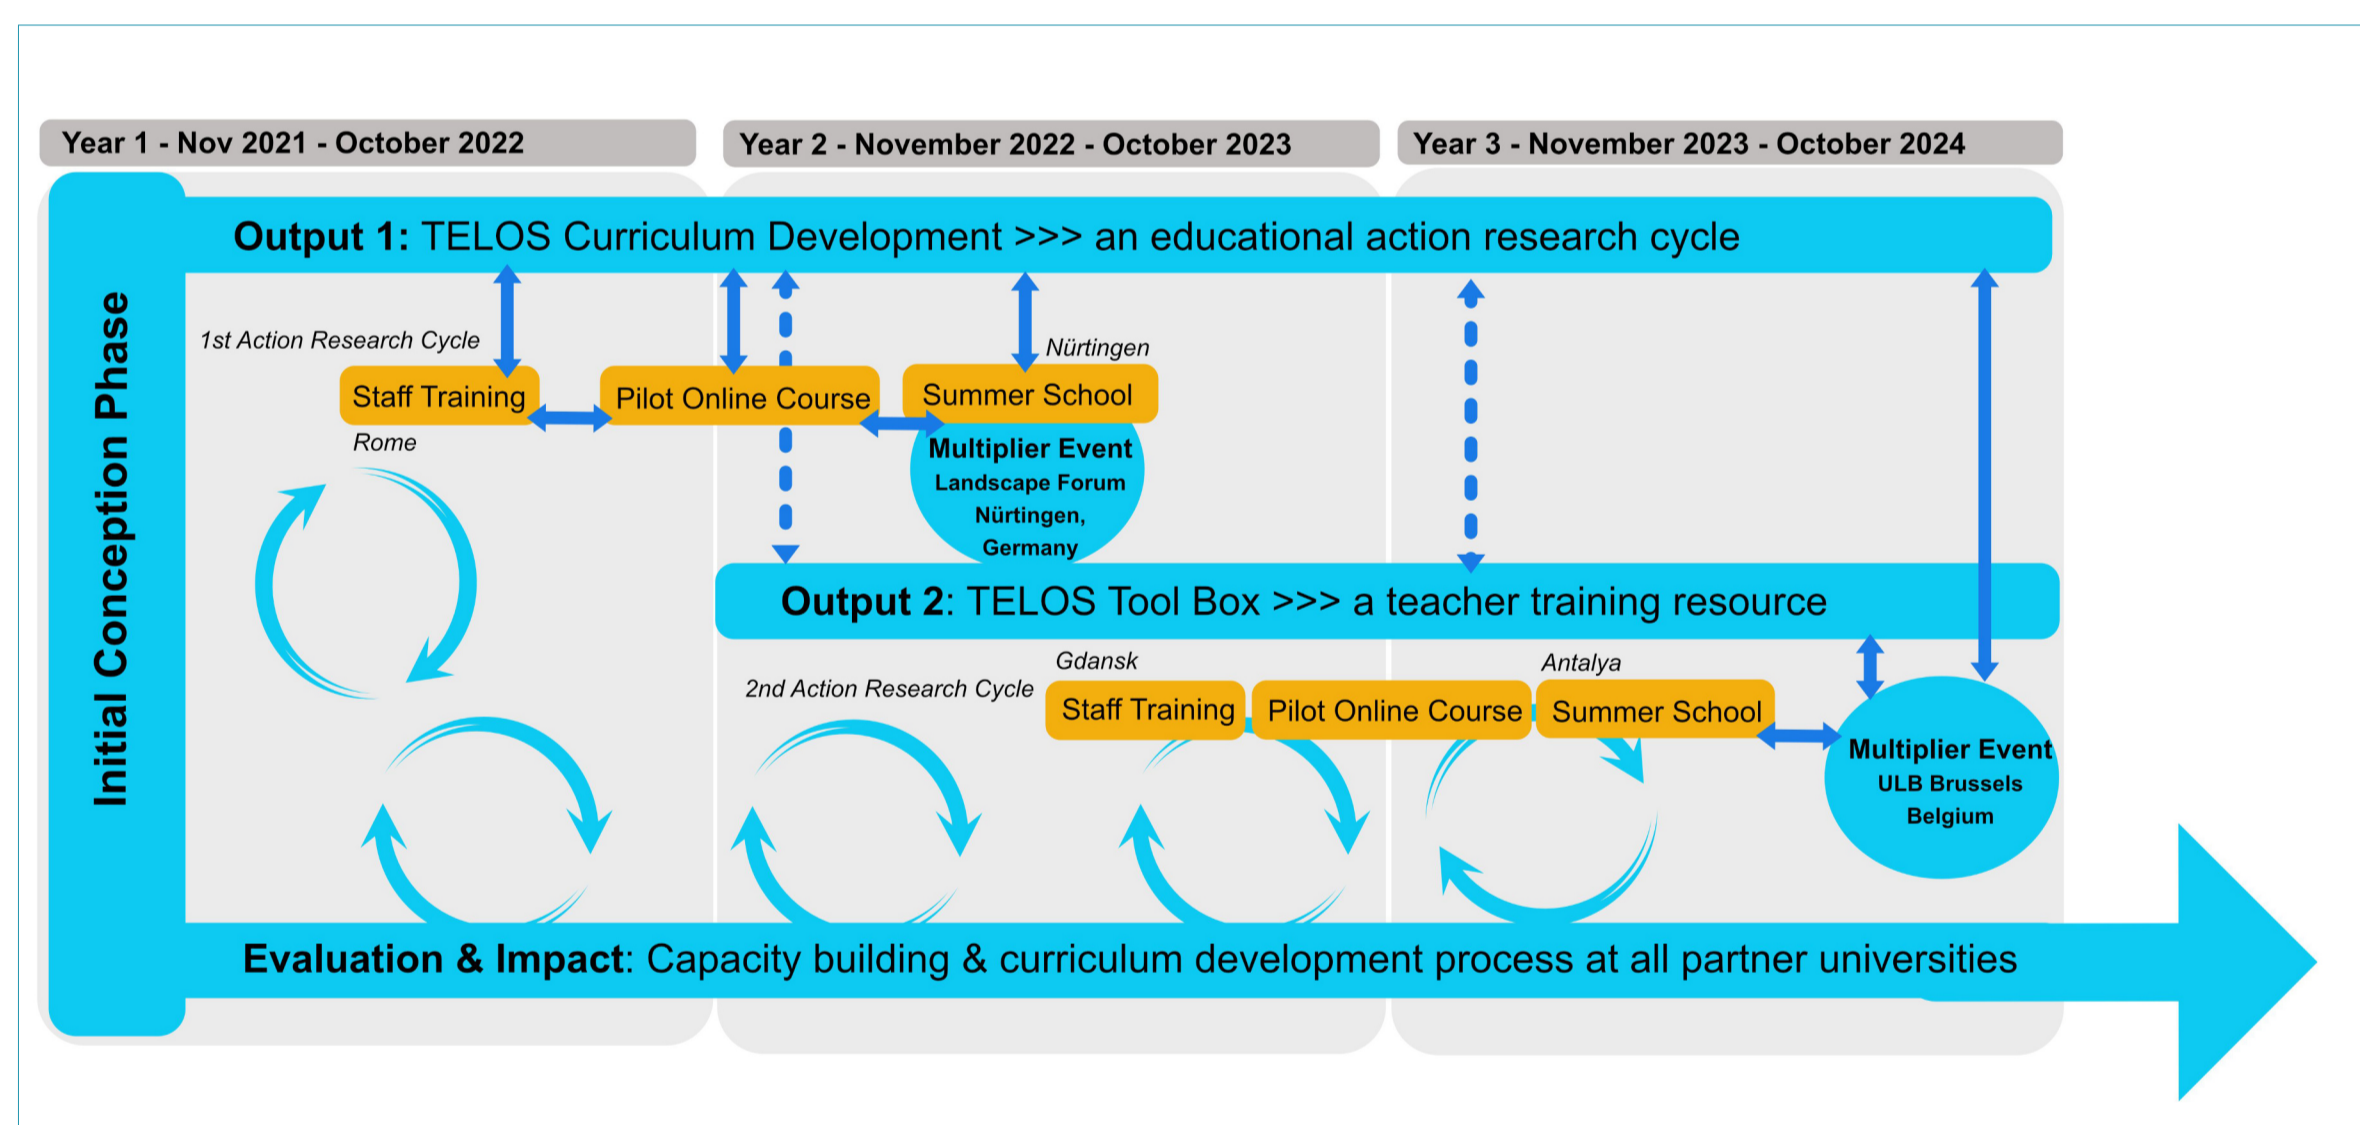 Year 1 - Nov 2021 - October 2022
Year 2 - November 2022 - October 2023
Year 3 - November 2023 - October 2024
Initial Conception Phase
Output 1: TELOS Curriculum Development >>> an educational action research cycle
1st Action Research Cycle
Staff Training
Rome
Pilot Online Course
Nürtingen
Summer School
Multiplier Event
Landscape Forum
Nürtingen,
Germany
Output 2: TELOS Tool Box >>> a teacher training resource
2nd Action Research Cycle
Gdansk
Staff Training
Pilot Online Course
Antalya
Summer School
Multiplier Event
ULB Brussels
Belgium
Evaluation & Impact: Capacity building & curriculum development process at all partner universities